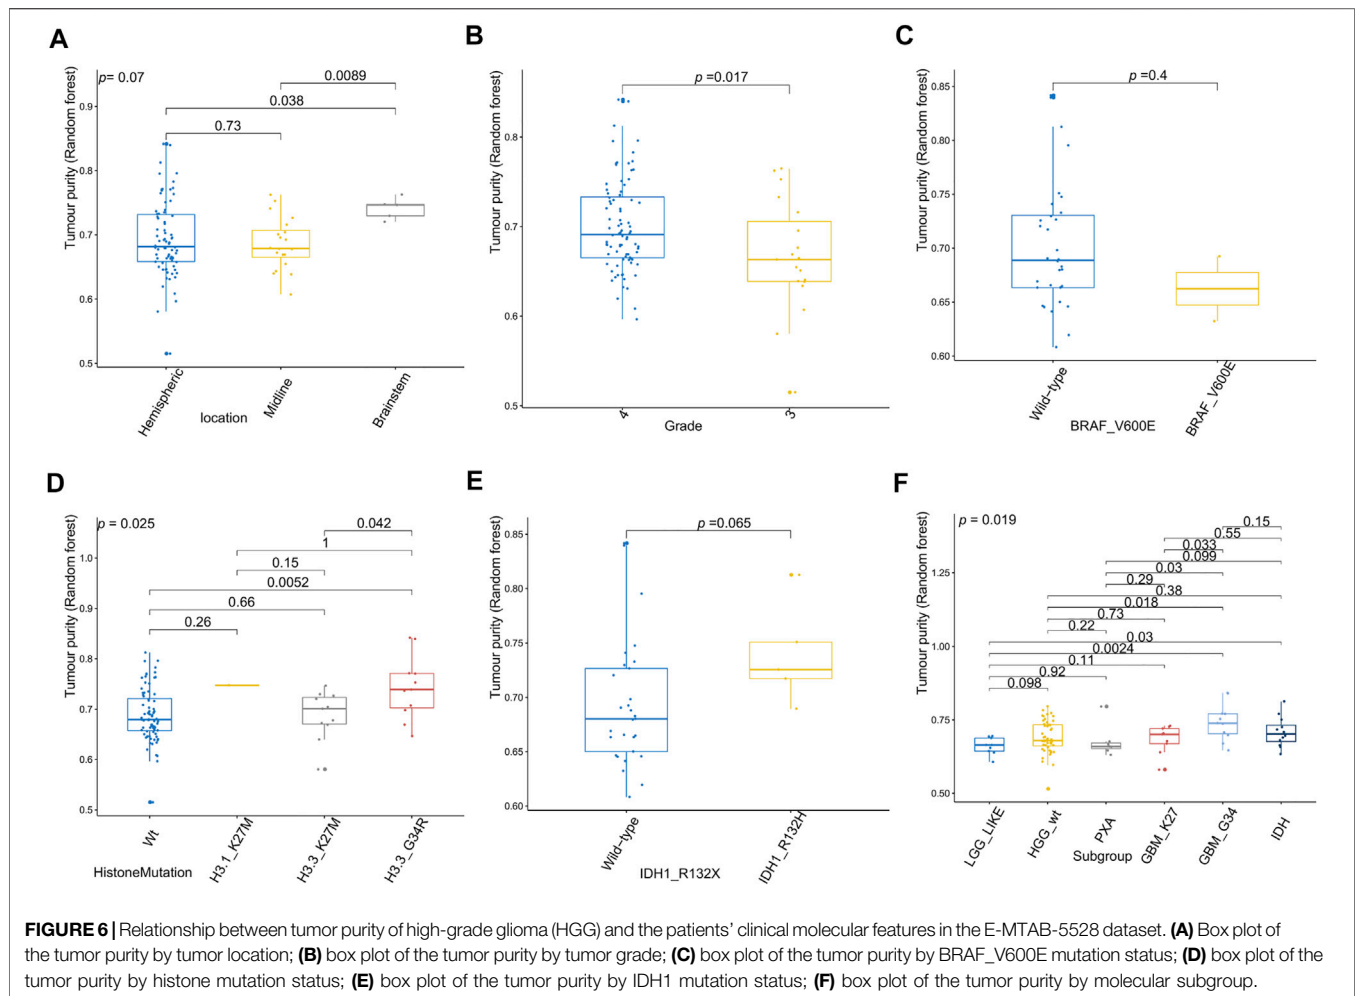 A
p= 0.07
0.0089
0.038
0.73
Tumour purity (Random forest)
0.9
0.8
0.7
0.6
0.5
Hemispheric
Midline
Brainstem
location
B
p =0.017
Tumour purity (Random forest)
0.8
0.7
0.6
0.5
4
3
Grade
C
p =0.4
Tumour purity (Random forest)
0.85
0.80
0.75
0.70
0.65
0.60
Wild-type
BRAF_V600E
BRAF_V600E
D
p = 0.025
0.042
1
0.15
0.0052
0.66
0.26
Tumour purity (Random forest)
1.0
0.9
0.8
0.7
0.6
0.5
Wt
H3.1_K27M
H3.3_K27M
H3.3_G34R
HistoneMutation
E
p =0.065
Tumour purity (Random forest)
0.85
0.80
0.75
0.70
0.65
0.60
Wild-type
IDH1_R132H
IDH1_R132X
F
p = 0.019
0.15
0.55
0.033
0.099
0.03
0.29
0.38
0.018
0.73
0.22
0.03
0.0024
0.11
0.92
0.098
Tumour purity (Random forest)
1.25
1.00
0.75
0.50
LGG_LIKE
HGG_wt
PXA
GBM_K27
GBM_G34
IDH
Subgroup
FIGURE 6 | Relationship between tumor purity of high-grade glioma (HGG) and the patients' clinical molecular features in the E-MTAB-5528 dataset. (A) Box plot of
the tumor purity by tumor location; (B) box plot of the tumor purity by tumor grade; (C) box plot of the tumor purity by BRAF_V600E mutation status; (D) box plot of the
tumor purity by histone mutation status; (E) box plot of the tumor purity by IDH1 mutation status; (F) box plot of the tumor purity by molecular subgroup.